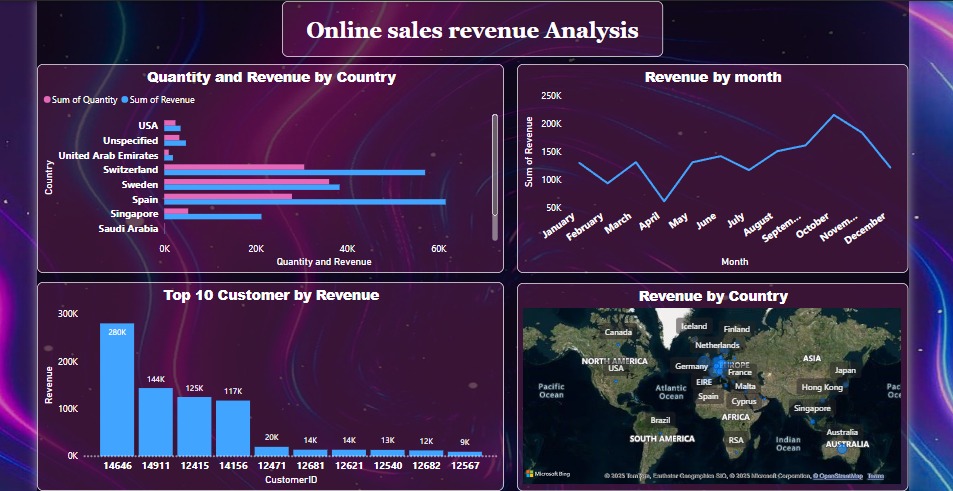 Online sales revenue Analysis
Quantity and Revenue by Country
Sum of Quantity Sum of Revenue
Country
USA
Unspecified
United Arab Emirates
Switzerland
Sweden
Spain
Singapore
Saudi Arabia
0K 20K 40K 60K
Quantity and Revenue
Revenue by month
Sum of Revenue
250K
200K
150K
100K
50K
January February March April May June July August Septem... October Novem... December
Month
Top 10 Customer by Revenue
Revenue
300K
200K
100K
0K
280K 144K 125K 117K 20K 14K 14K 13K 12K 9K
14646 14911 12415 14156 12471 12681 12621 12540 12682 12567
CustomerID
Revenue by Country
Canada Iceland Finland
Netherlands
NORTH AMERICA Germany EUROPE ASIA
USA France Japan
Pacific Ocean Atlantic Ocean EIRE Malta Hong Kong Pac
Oc
Spain Cyprus
Singapore
Brazil AFRICA
Australia
SOUTH AMERICA RSA Indian Ocean AUSTRALIA
Microsoft Bing
© 2025 TomTom, Earthstar Geographics SIO, © 2025 Microsoft Corporation, © OpenStreetMap Terms